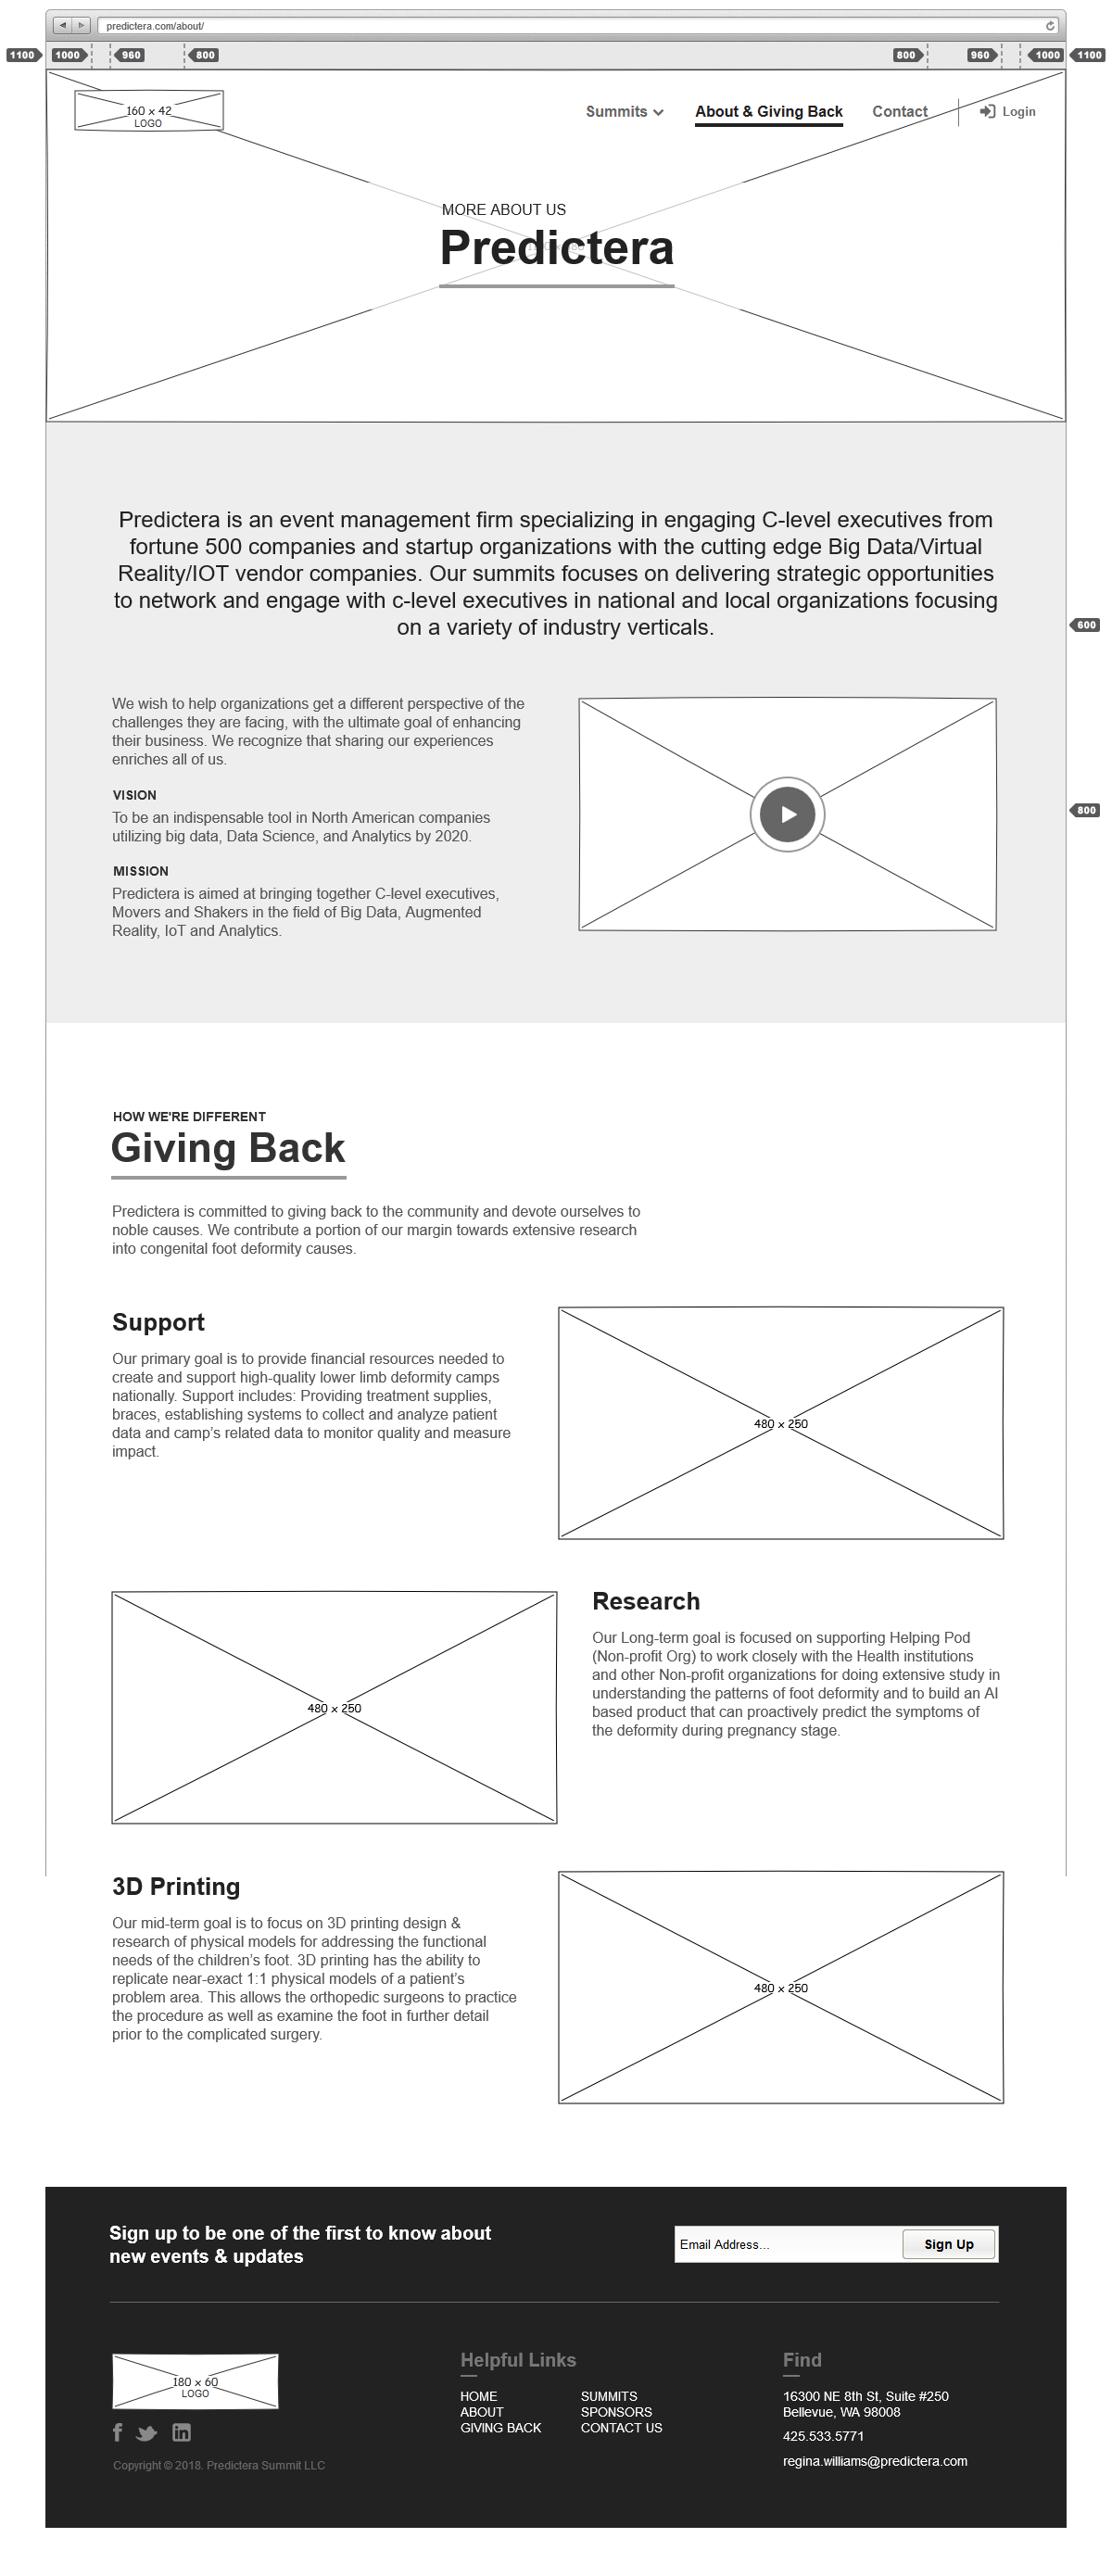 predictera.com/about/
1100 1000 960 800 800 960 1000 1100
160 x 42
LOGO
Summits About & Giving Back Contact Login
MORE ABOUT US
Predictera
Predictera is an event management firm specializing in engaging C-level executives from
fortune 500 companies and startup organizations with the cutting edge Big Data/Virtual
Reality/IOT vendor companies. Our summits focuses on delivering strategic opportunities
to network and engage with c-level executives in national and local organizations focusing
on a variety of industry verticals.
600
We wish to help organizations get a different perspective of the
challenges they are facing, with the ultimate goal of enhancing
their business. We recognize that sharing our experiences
enriches all of us.
VISION
To be an indispensable tool in North American companies
utilizing big data, Data Science, and Analytics by 2020.
800
MISSION
Predictera is aimed at bringing together C-level executives,
Movers and Shakers in the field of Big Data, Augmented
Reality, IoT and Analytics.
HOW WE'RE DIFFERENT
Giving Back
Predictera is committed to giving back to the community and devote ourselves to
noble causes. We contribute a portion of our margin towards extensive research
into congenital foot deformity causes.
Support
Our primary goal is to provide financial resources needed to
create and support high-quality lower limb deformity camps
nationally. Support includes: Providing treatment supplies,
braces, establishing systems to collect and analyze patient
data and camp’s related data to monitor quality and measure
impact.
480 x 250
480 x 250
Research
Our Long-term goal is focused on supporting Helping Pod
(Non-profit Org) to work closely with the Health institutions
and other Non-profit organizations for doing extensive study in
understanding the patterns of foot deformity and to build an AI
based product that can proactively predict the symptoms of
the deformity during pregnancy stage.
3D Printing
Our mid-term goal is to focus on 3D printing design &
research of physical models for addressing the functional
needs of the children’s foot. 3D printing has the ability to
replicate near-exact 1:1 physical models of a patient’s
problem area. This allows the orthopedic surgeons to practice
the procedure as well as examine the foot in further detail
prior to the complicated surgery.
480 x 250
Sign up to be one of the first to know about
new events & updates
Email Address... Sign Up
180 x 60
LOGO
Copyright © 2018. Predictera Summit LLC
Helpful Links
HOME
ABOUT
GIVING BACK
SUMMITS
SPONSORS
CONTACT US
Find
16300 NE 8th St, Suite #250
Bellevue, WA 98008
425.533.5771
regina.williams@predictera.com